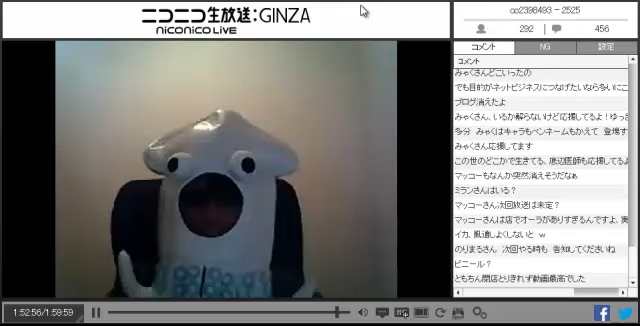 ニコニコ生放送:GINZA
niconico LIVE
co2398493 - 2525
292
456
コメント
NG
設定
コメント
みゃくさんどこいったの
でも目的がネットビジネスにつなげたいなら多いにこ
ブログ消えたよ
みゃくさん、いるか解らないけど応援してるよ！ゆっ
多分 みゃくはキャラもペンネームもかえて 登場す
みゃくさん応援してます
この世のどこかで生きてる、底辺医師も応援してるよ
マッコーもなんか突然消えそうだなぁ
ミランさんはいる？
マッコーさん次回放送は未定？
マッコーさんは店でオーラがありすぎるんですよ、実
イカ、風通しよくしないと w
のりまるさん 次回やる時も 告知してくださいね
ビニール？
ともちん閉店とりきれず動画最高でした
1:52:56/1:59:59